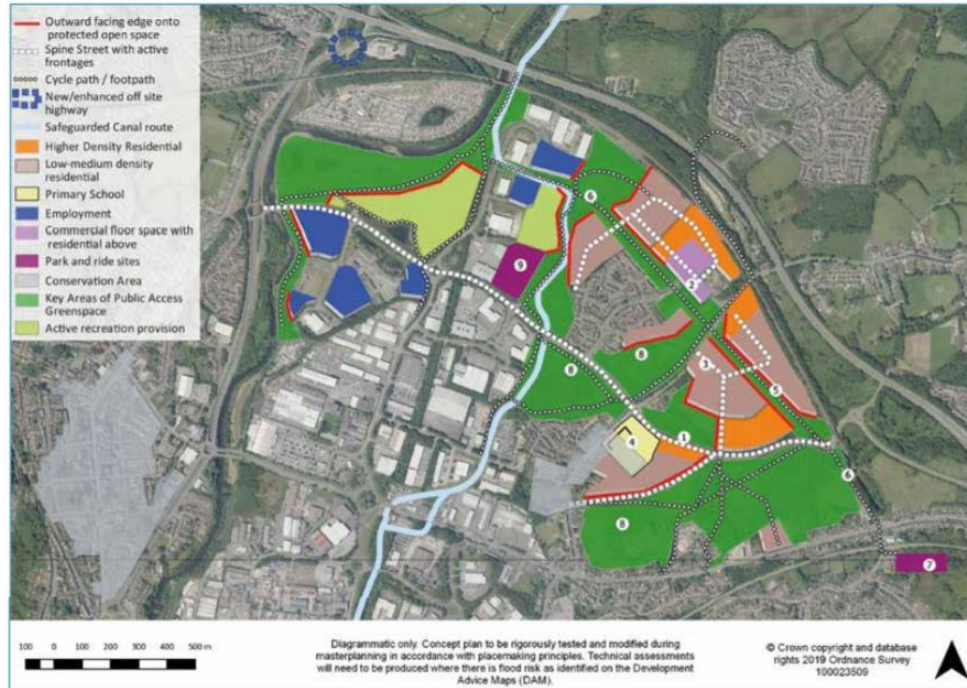 Outward facing edge onto
protected open space
Spine Street with active
frontages
Cycle path / footpath
New/enhanced off site
highway
Safeguarded Canal route
Higher Density Residential
Low-medium density
residential
Primary School
Employment
Commercial floor space with
residential above
Park and ride sites
Conservation Area
Key Areas of Public Access
Greenspace
Active recreation provision
6
9
2
8
3
8
5
1
4
6
8
7
100 0 100 200 300 400 500 m
Diagrammatic only. Concept plan to be rigorously tested and modified during
masterplanning in accordance with placemaking principles. Technical assessments
will need to be produced where there is flood risk as identified on the Development
Advice Maps (DAM).
© Crown copyright and database
rights 2019 Ordnance Survey
100023509